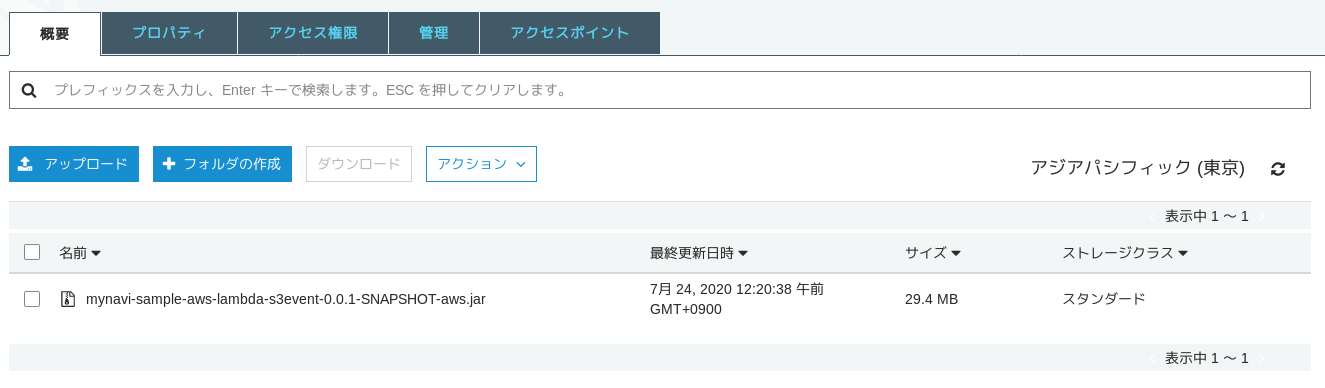 概要 プロパティ アクセス権限 管理 アクセスポイント
プレフィックスを入力し、Enter キーで検索します。ESC を押してクリアします。
アップロード フォルダの作成 ダウンロード アクション アジアパシフィック (東京)
表示中 1 ～ 1
名前 最終更新日時 サイズ ストレージクラス
mynavi-sample-aws-lambda-s3event-0.0.1-SNAPSHOT-aws.jar 7月 24, 2020 12:20:38 午前 29.4 MB スタンダード
GMT+0900
表示中 1 ～ 1